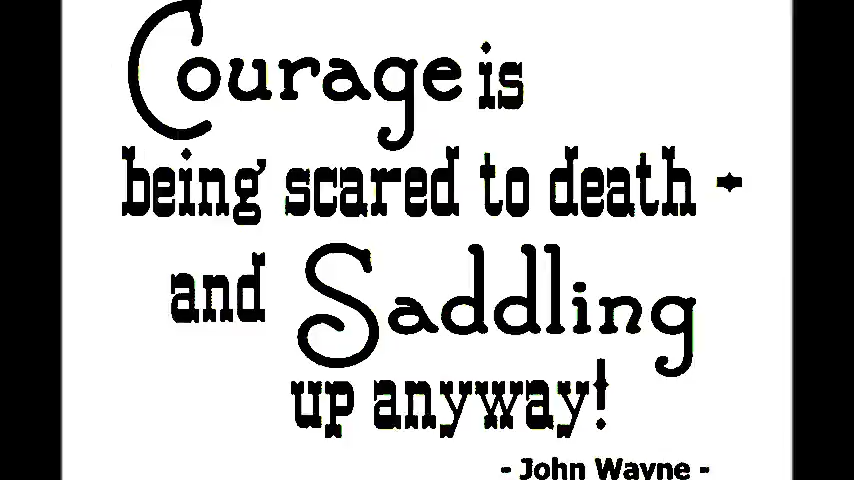 Courage is
being scared to death -
and Saddling
up anyway!
- John Wayne -